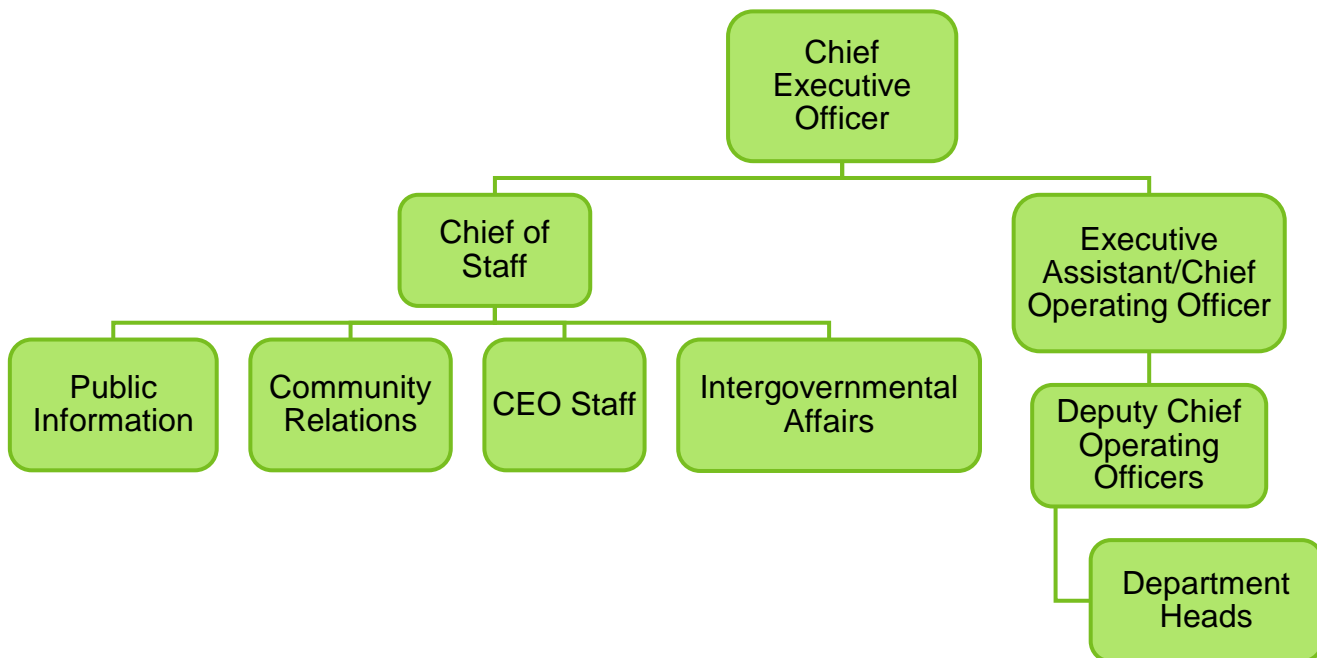 Chief
Executive
Officer
Chief of
Staff
Executive
Assistant/Chief
Operating Officer
Public
Information
Community
Relations
CEO Staff
Intergovernmental
Affairs
Deputy Chief
Operating
Officers
Department
Heads